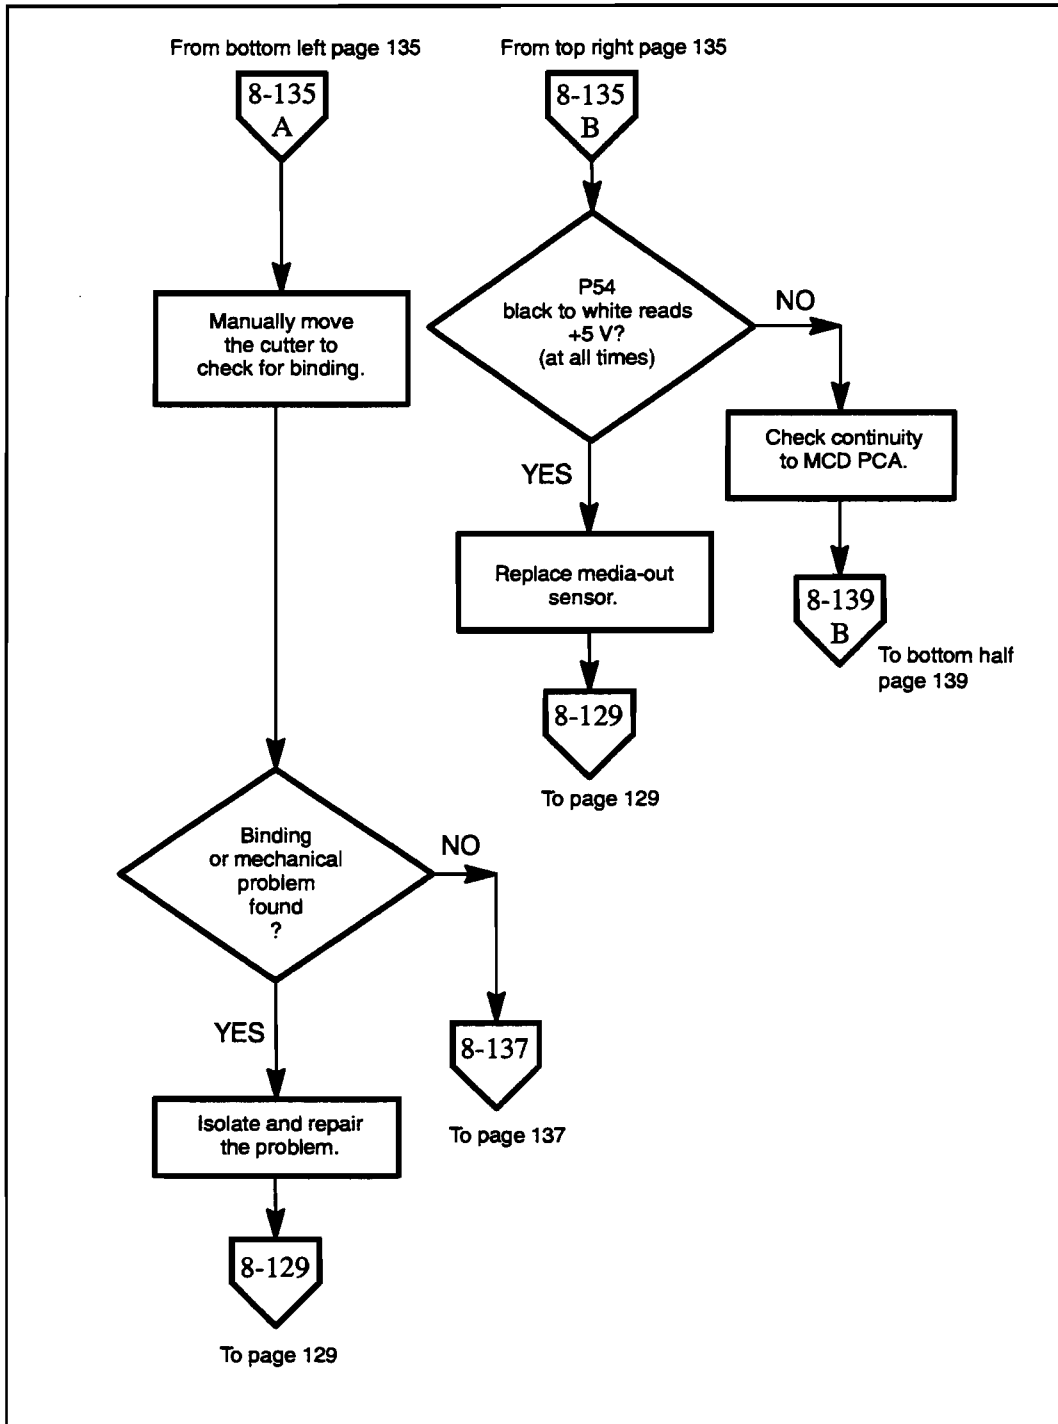 From bottom left page 135
8-135
A
Manually move
the cutter to
check for binding.
Binding
or mechanical
problem
found
?
NO
8-137
To page 137
YES
Isolate and repair
the problem.
8-129
To page 129
From top right page 135
8-135
B
P54
black to white reads
+5 V?
(at all times)
NO
Check continuity
to MCD PCA.
8-139
B
To bottom half
page 139
YES
Replace media-out
sensor.
8-129
To page 129